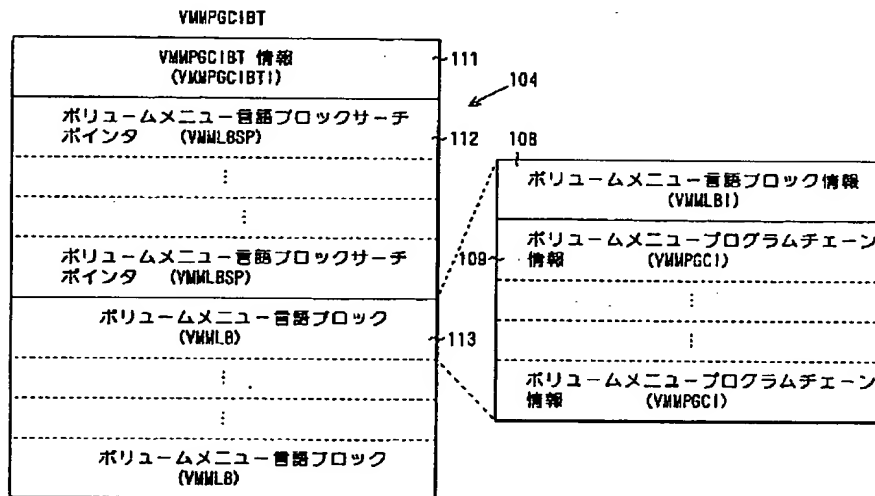 VMMPGCIBT
VMMPGCIBT 情報
(VMMPGCIBTI)
111
104
ボリュームメニュー言語ブロックサーチ
ポインタ (VMMLBSP)
112
⋮
⋮
ボリュームメニュー言語ブロックサーチ
ポインタ (VMMLBSP)
ボリュームメニュー言語ブロック
(VMMLB)
113
⋮
⋮
ボリュームメニュー言語ブロック
(VMMLB)
108
ボリュームメニュー言語ブロック情報
(VMMLBI)
109
ボリュームメニュープログラムチェーン
情報 (VMMPGCI)
⋮
⋮
ボリュームメニュープログラムチェーン
情報 (VMMPGCI)